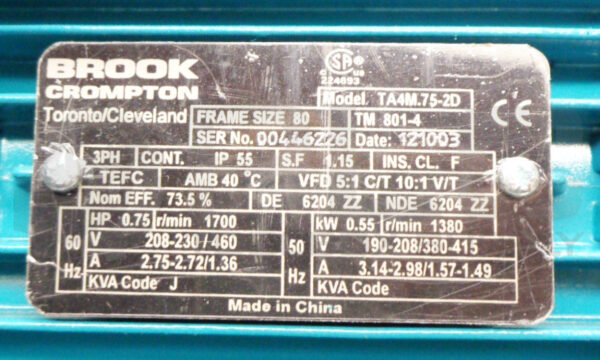 BROOK
CROMPTON
Toronto/Cleveland
SA
C US
224693
Model. TA4M.75-2D
CE
FRAME SIZE 80 TM 801-4
SER No. 00446226 Date: 121003
3PH CONT. IP 55 S.F 1.15 INS. CL. F
TEFC AMB 40 °C VFD 5:1 C/T 10:1 V/T
Nom EFF. 73.5 % DE 6204 ZZ NDE 6204 ZZ
60 Hz HP 0.75 r/min 1700
V 208-230 / 460
A 2.75-2.72/1.36
KVA Code J
50 Hz kW 0.55 r/min 1380
V 190-208/380-415
A 3.14-2.98/1.57-1.49
KVA Code
Made in China